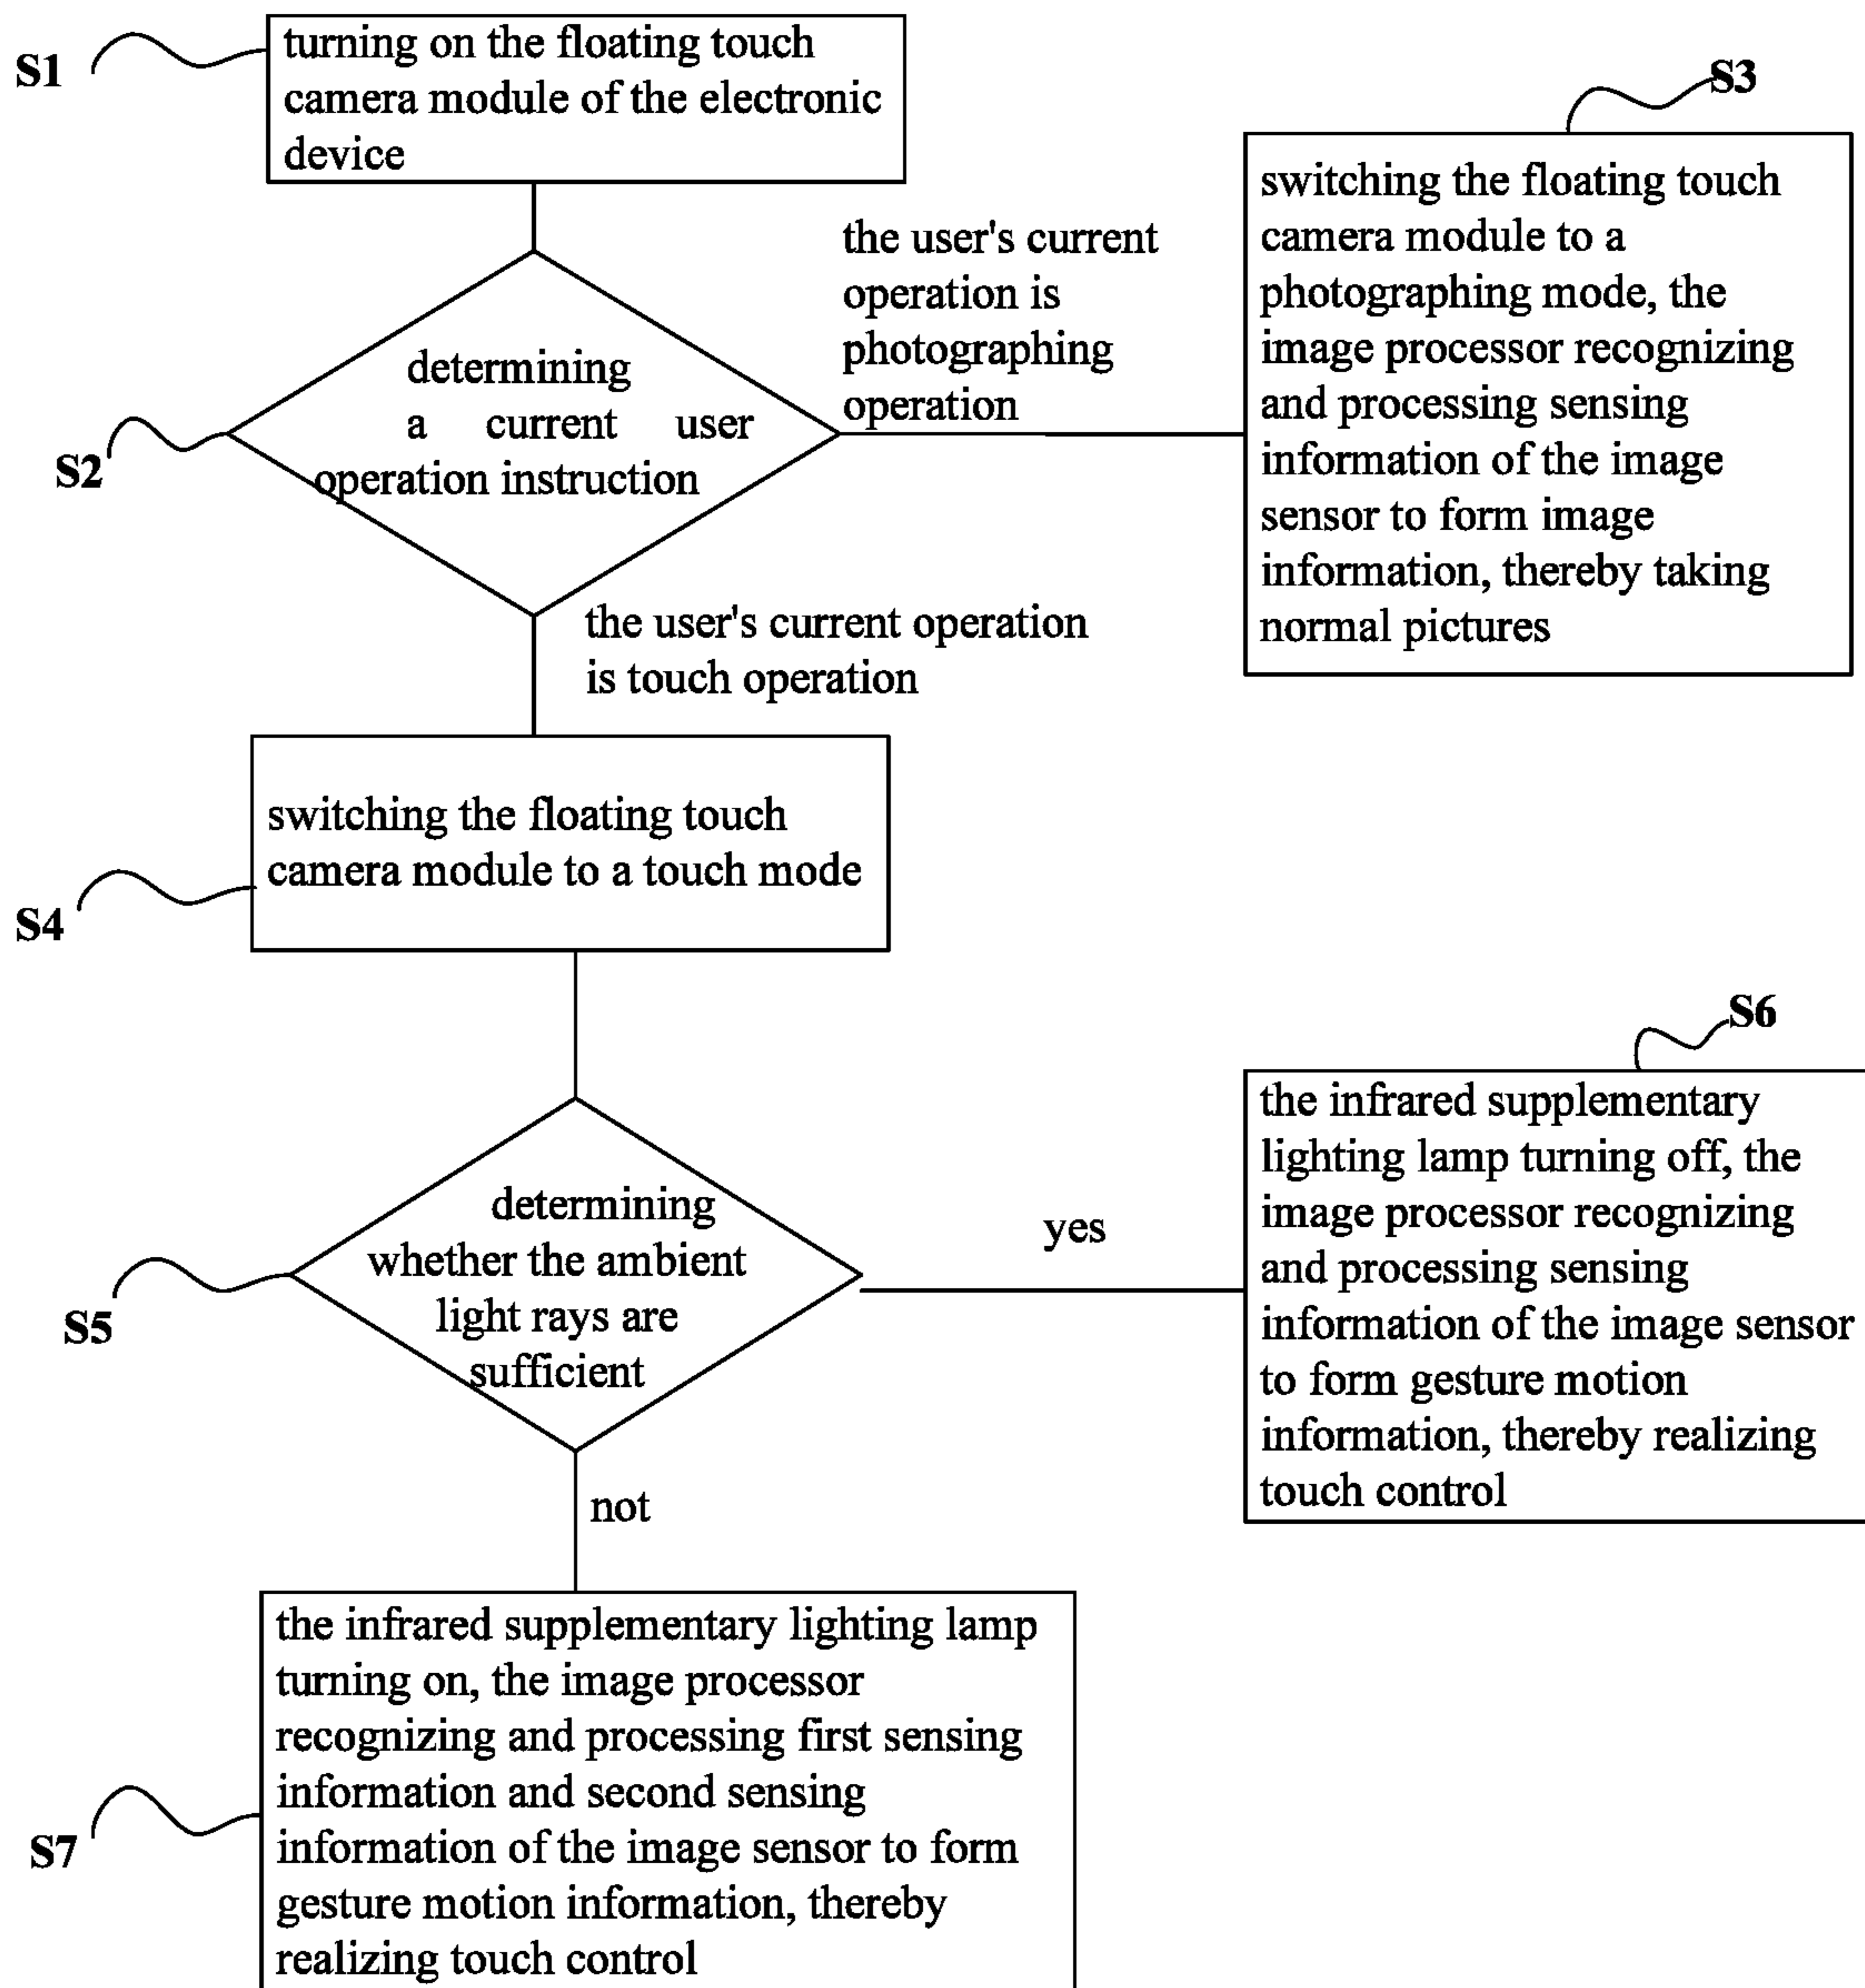 S1
turning on the floating touch
camera module of the electronic
device
S2
determining
a current user
operation instruction
the user's current
operation is
photographing
operation
S3
switching the floating touch
camera module to a
photographing mode, the
image processor recognizing
and processing sensing
information of the image
sensor to form image
information, thereby taking
normal pictures
the user's current operation
is touch operation
S4
switching the floating touch
camera module to a touch mode
S5
determining
whether the ambient
light rays are
sufficient
yes
S6
the infrared supplementary
lighting lamp turning off, the
image processor recognizing
and processing sensing
information of the image sensor
to form gesture motion
information, thereby realizing
touch control
not
S7
the infrared supplementary lighting lamp
turning on, the image processor
recognizing and processing first sensing
information and second sensing
information of the image sensor to form
gesture motion information, thereby
realizing touch control